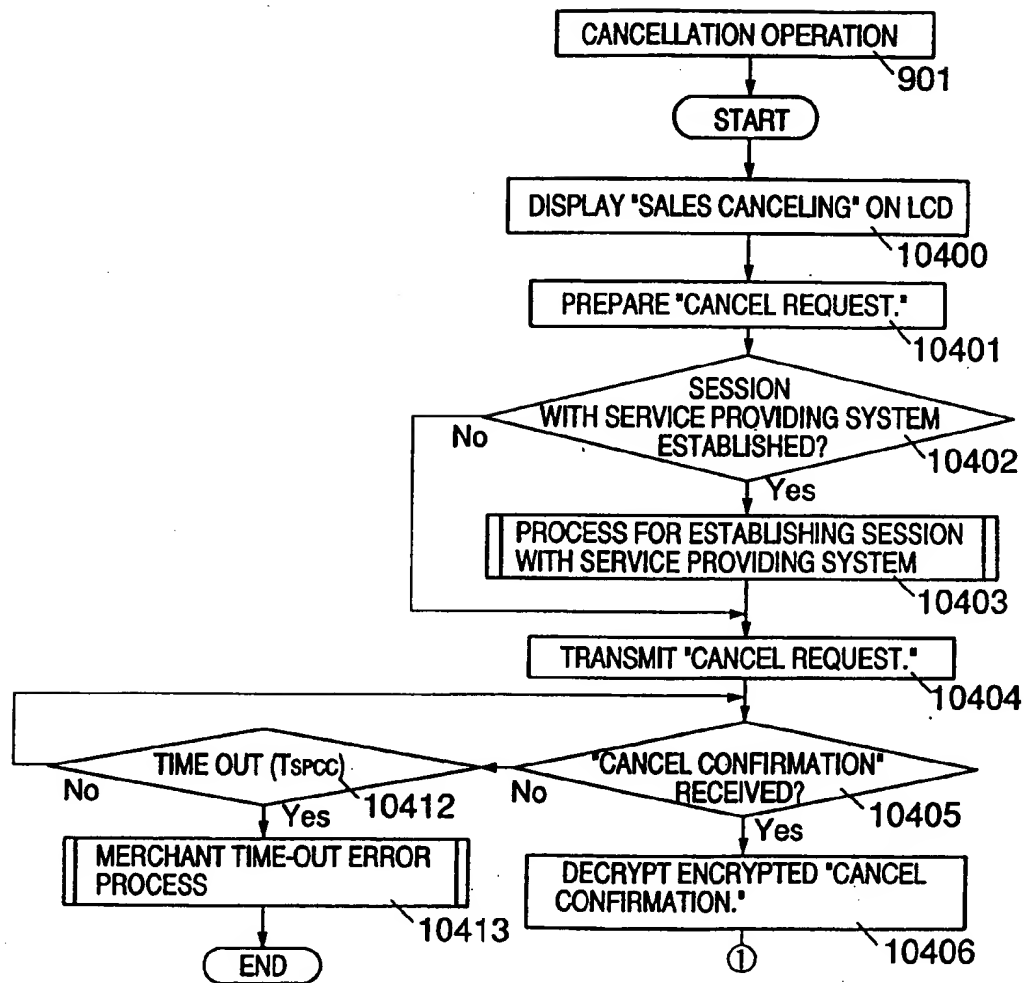 CANCELLATION OPERATION
901
START
DISPLAY "SALES CANCELING" ON LCD
10400
PREPARE "CANCEL REQUEST."
10401
SESSION
WITH SERVICE PROVIDING SYSTEM
ESTABLISHED?
10402
No
Yes
PROCESS FOR ESTABLISHING SESSION
WITH SERVICE PROVIDING SYSTEM
10403
TRANSMIT "CANCEL REQUEST."
10404
"CANCEL CONFIRMATION"
RECEIVED?
10405
No
Yes
TIME OUT (TSPCC)
10412
No
Yes
MERCHANT TIME-OUT ERROR
PROCESS
10413
END
DECRYPT ENCRYPTED "CANCEL
CONFIRMATION."
10406
①